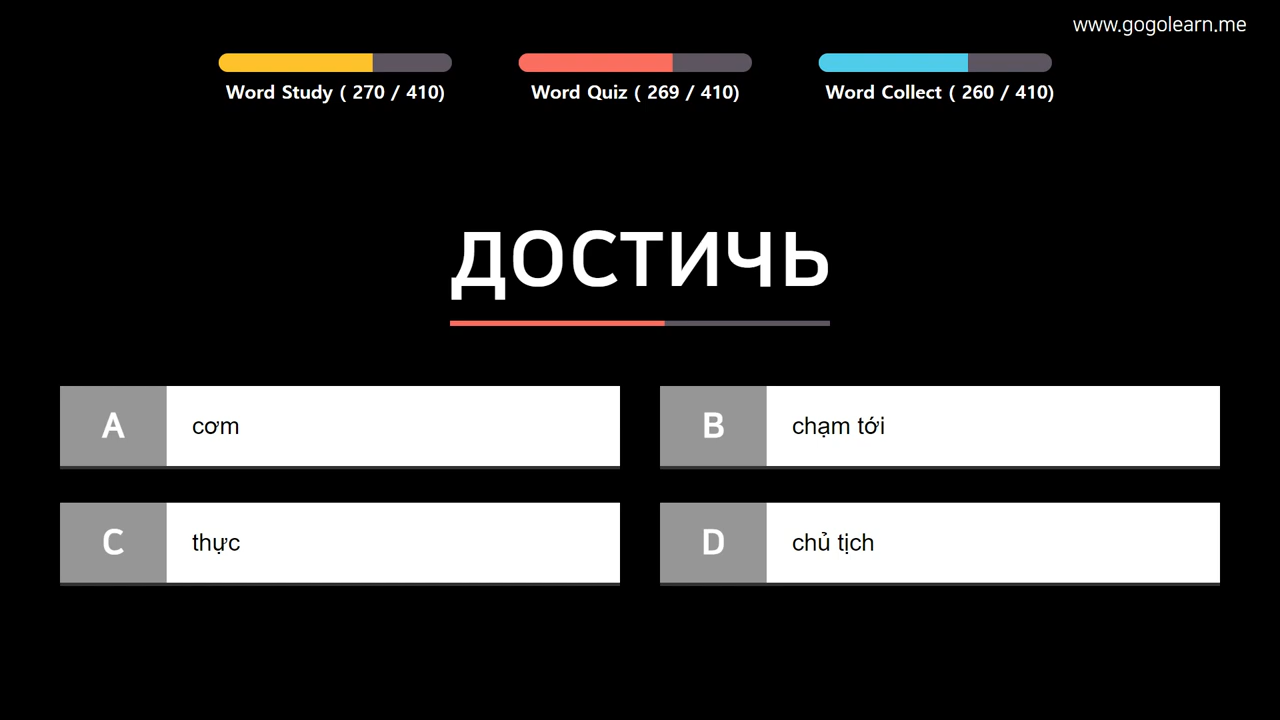 www.gogolearn.me
Word Study ( 270 / 410)
Word Quiz ( 269 / 410)
Word Collect ( 260 / 410)
достичь
A
cơm
B
chạm tới
C
thực
D
chủ tịch